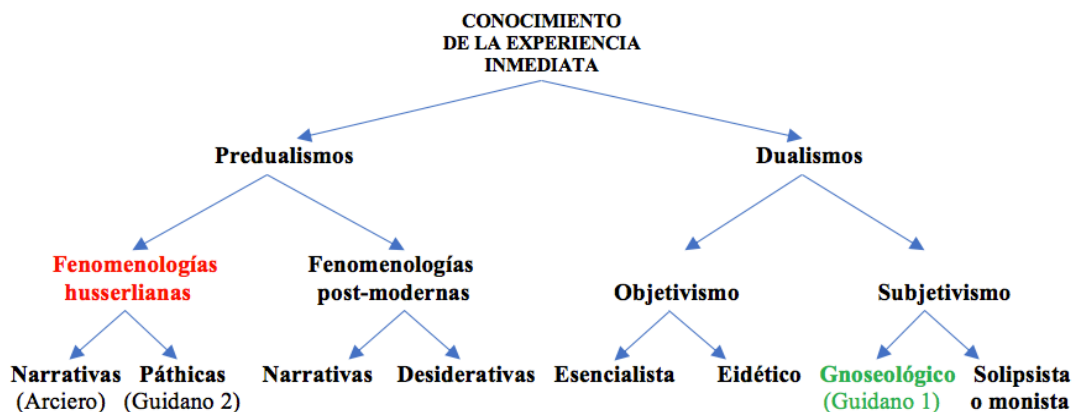 CONOCIMIENTO
DE LA EXPERIENCIA
INMEDIATA
Predualismos
Dualismos
Fenomenologías
husserlianas
Fenomenologías
post-modernas
Objetivismo
Subjetivismo
Narrativas
(Arciero)
Páthicas
(Guidano 2)
Narrativas
Desiderativas
Esencialista
Eidético
Gnoseológico
(Guidano 1)
Solipsista
o monista